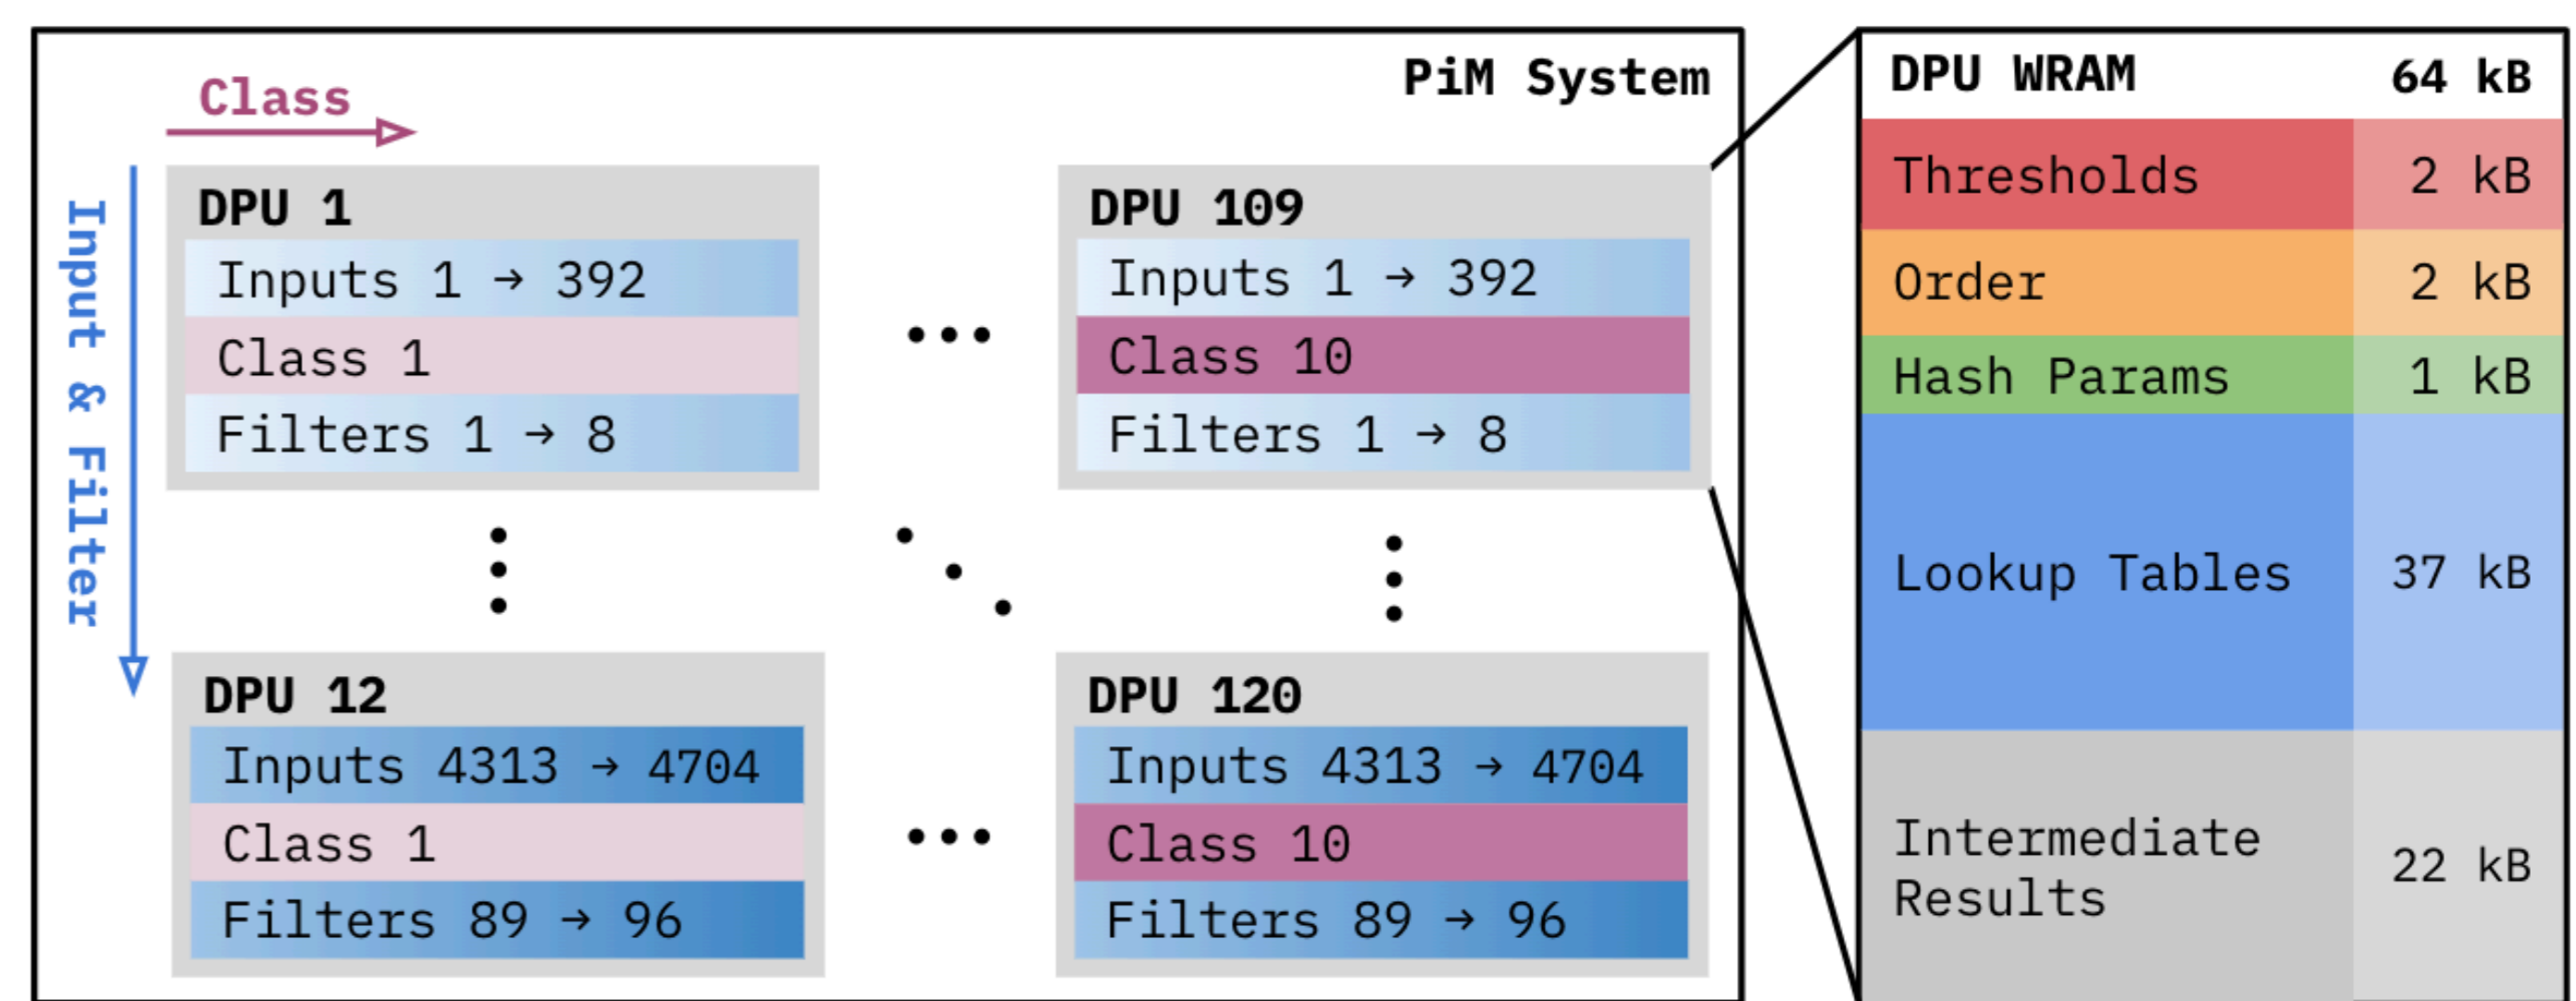 PiM System
Class
Input & Filter
DPU 1
Inputs 1 → 392
Class 1
Filters 1 → 8
DPU 109
Inputs 1 → 392
Class 10
Filters 1 → 8
DPU 12
Inputs 4313 → 4704
Class 1
Filters 89 → 96
DPU 120
Inputs 4313 → 4704
Class 10
Filters 89 → 96
DPU WRAM 64 kB
Thresholds 2 kB
Order 2 kB
Hash Params 1 kB
Lookup Tables 37 kB
Intermediate
Results 22 kB